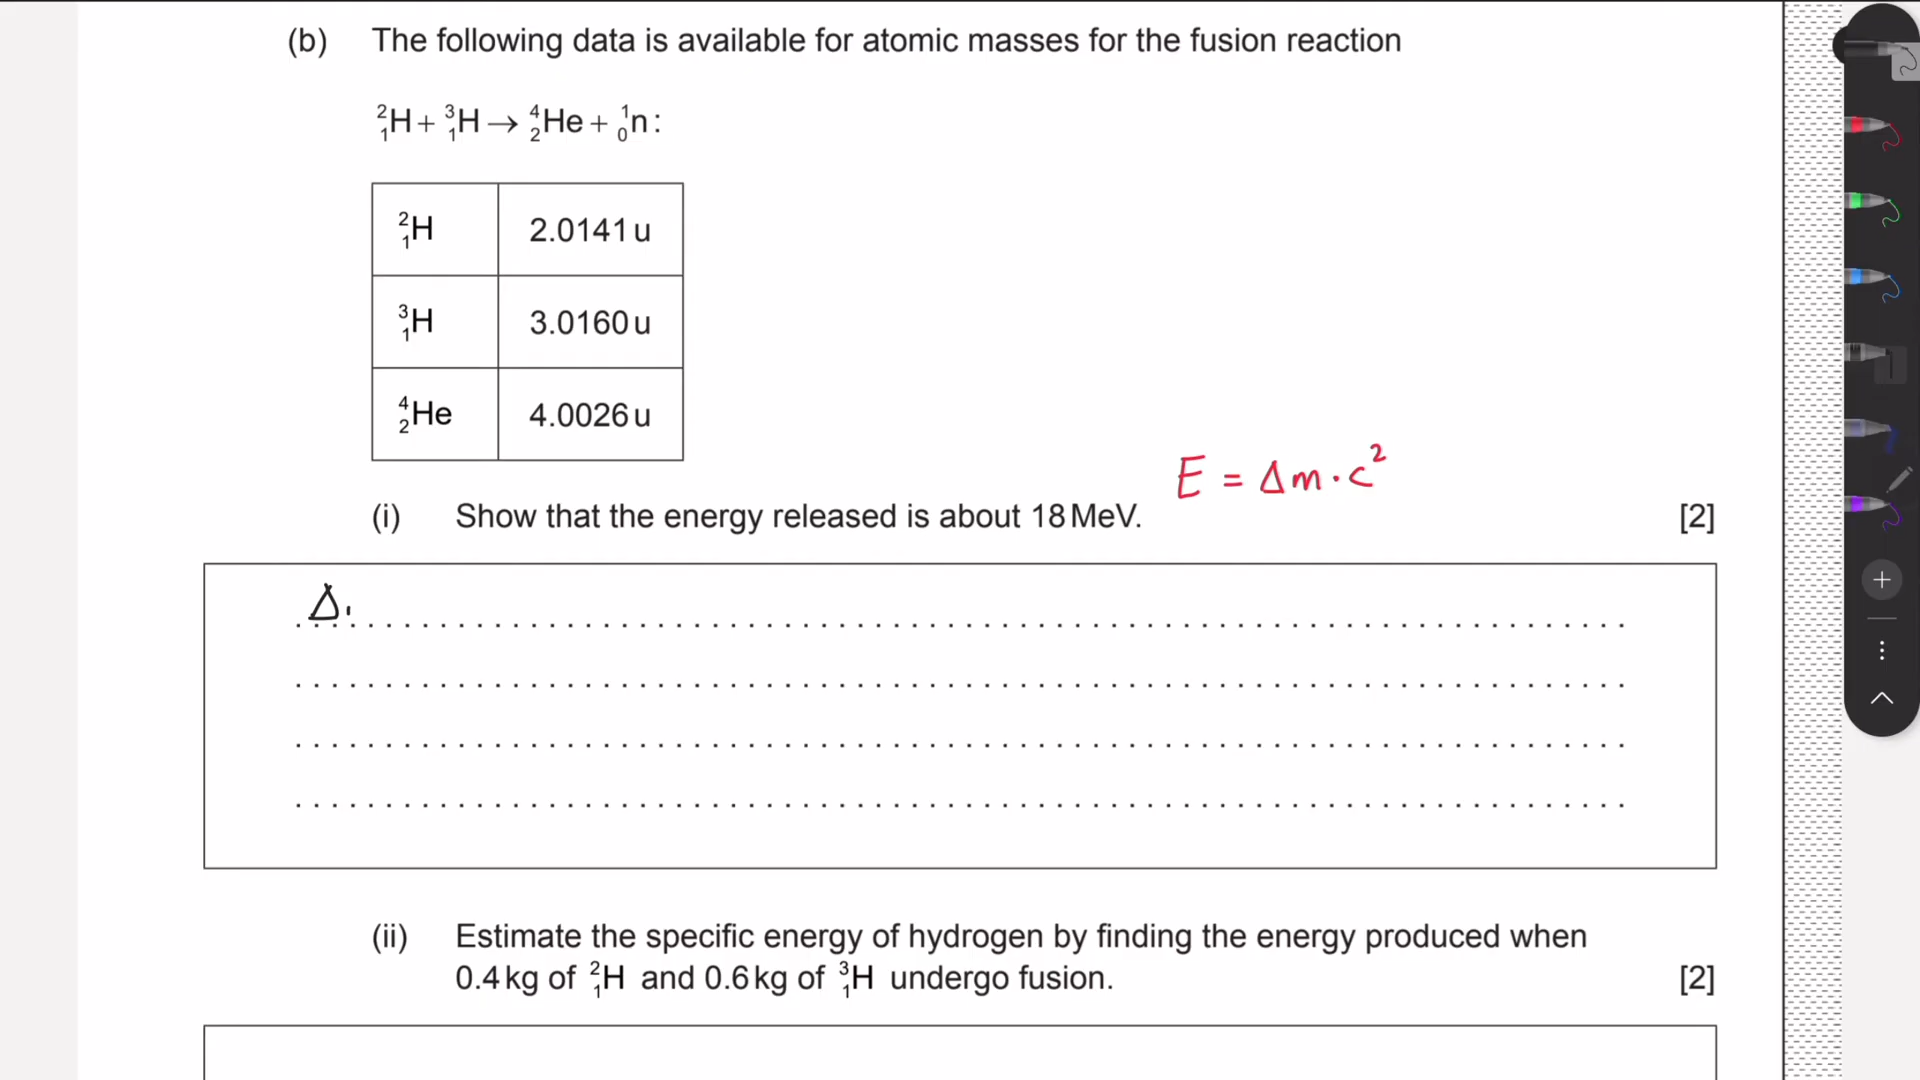 (b) The following data is available for atomic masses for the fusion reaction
²₁H + ³₁H → ⁴₂He + ¹₀n :
²₁H 2.0141 u
³₁H 3.0160 u
⁴₂He 4.0026 u
E = Δm · c²
(i) Show that the energy released is about 18 MeV. [2]
Δ
(ii) Estimate the specific energy of hydrogen by finding the energy produced when
0.4 kg of ²₁H and 0.6 kg of ³₁H undergo fusion. [2]